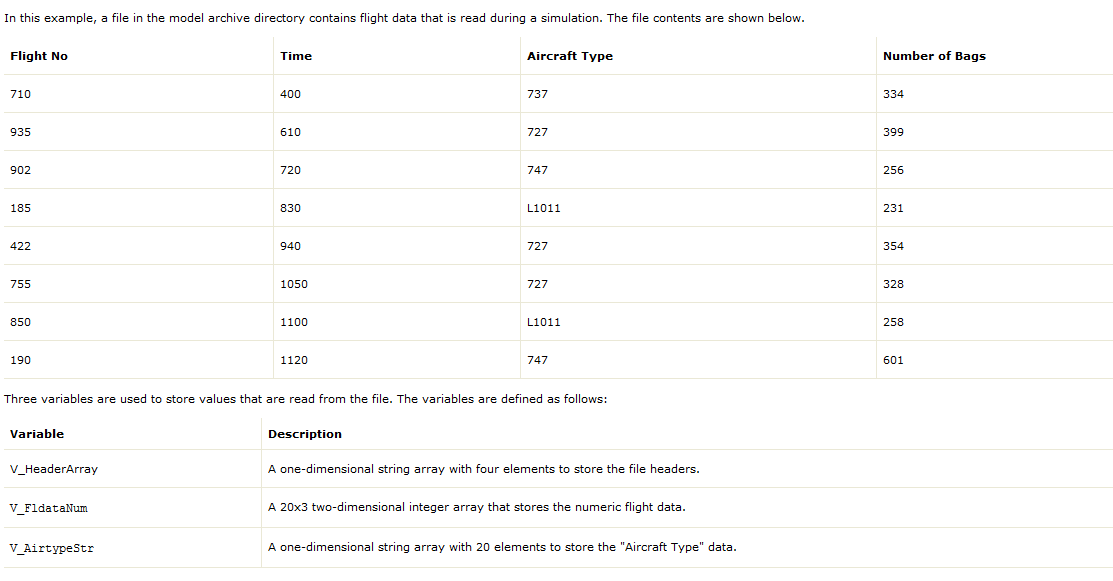 In this example, a file in the model archive directory contains flight data that is read during a simulation. The file contents are shown below.
Flight No Time Aircraft Type Number of Bags
710 400 737 334
935 610 727 399
902 720 747 256
185 830 L1011 231
422 940 727 354
755 1050 727 328
850 1100 L1011 258
190 1120 747 601
Three variables are used to store values that are read from the file. The variables are defined as follows:
Variable Description
V_HeaderArray A one-dimensional string array with four elements to store the file headers.
V_FldataNum A 20x3 two-dimensional integer array that stores the numeric flight data.
V_AirtypeStr A one-dimensional string array with 20 elements to store the "Aircraft Type" data.